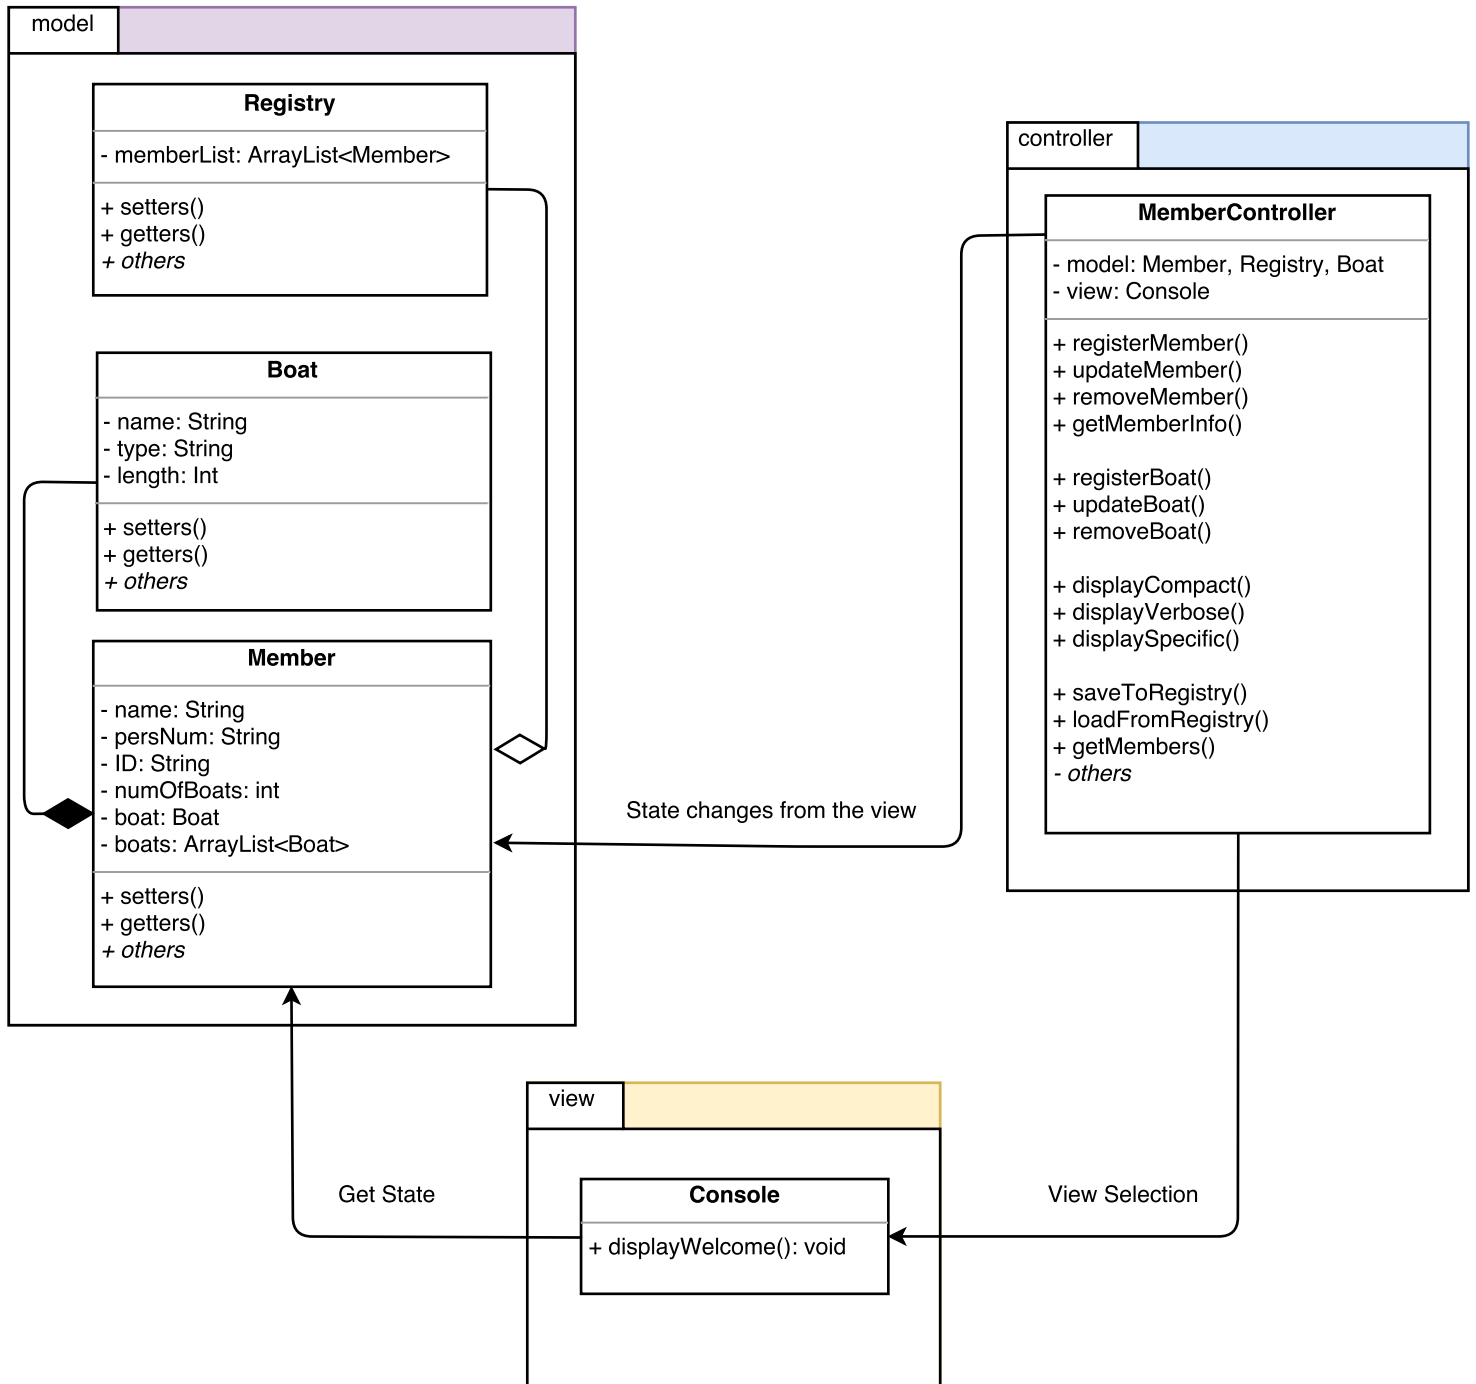 model
Registry
- memberList: ArrayList<Member>
+ setters()
+ getters()
+ others
Boat
- name: String
- type: String
- length: Int
+ setters()
+ getters()
+ others
Member
- name: String
- persNum: String
- ID: String
- numOfBoats: int
- boat: Boat
- boats: ArrayList<Boat>
+ setters()
+ getters()
+ others
controller
MemberController
- model: Member, Registry, Boat
- view: Console
+ registerMember()
+ updateMember()
+ removeMember()
+ getMemberInfo()
+ registerBoat()
+ updateBoat()
+ removeBoat()
+ displayCompact()
+ displayVerbose()
+ displaySpecific()
+ saveToRegistry()
+ loadFromRegistry()
+ getMembers()
- others
State changes from the view
view
Console
+ displayWelcome(): void
Get State
View Selection